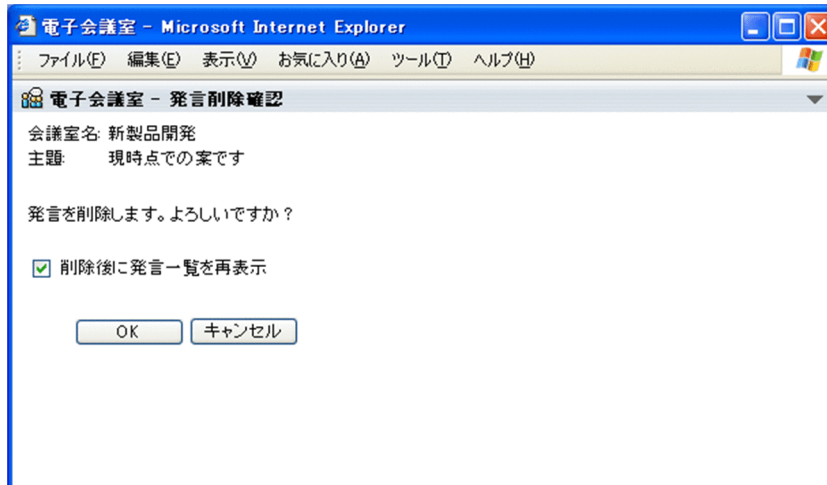 電子会議室 - Microsoft Internet Explorer
ファイル(F) 編集(E) 表示(V) お気に入り(A) ツール(T) ヘルプ(H)
電子会議室 - 発言削除確認
会議室名: 新製品開発
主題: 現時点での案です
発言を削除します。よろしいですか？
削除後に発言一覧を再表示
OK キャンセル